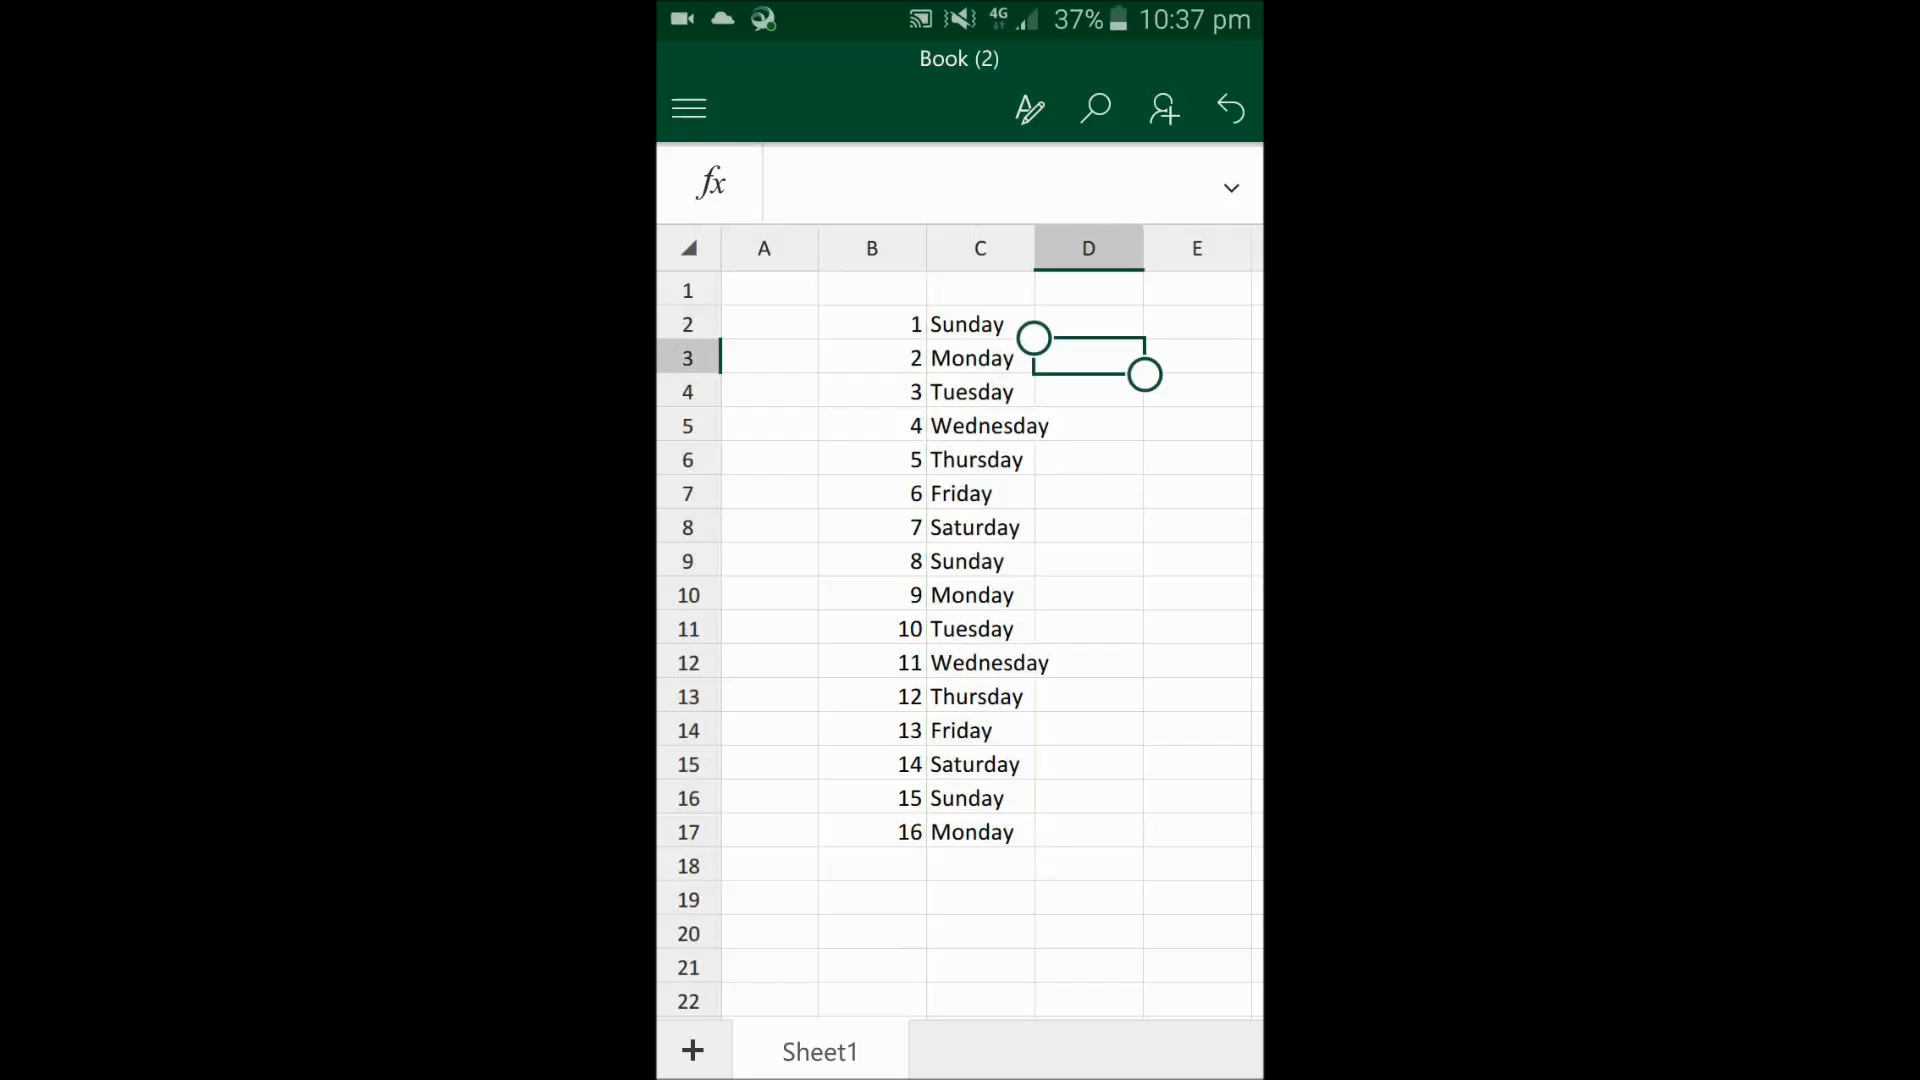 4G 37% 10:37 pm
Book (2)
fx
A B C D E
1
2 1 Sunday
3 2 Monday
4 3 Tuesday
5 4 Wednesday
6 5 Thursday
7 6 Friday
8 7 Saturday
9 8 Sunday
10 9 Monday
11 10 Tuesday
12 11 Wednesday
13 12 Thursday
14 13 Friday
15 14 Saturday
16 15 Sunday
17 16 Monday
18
19
20
21
22
+ Sheet1